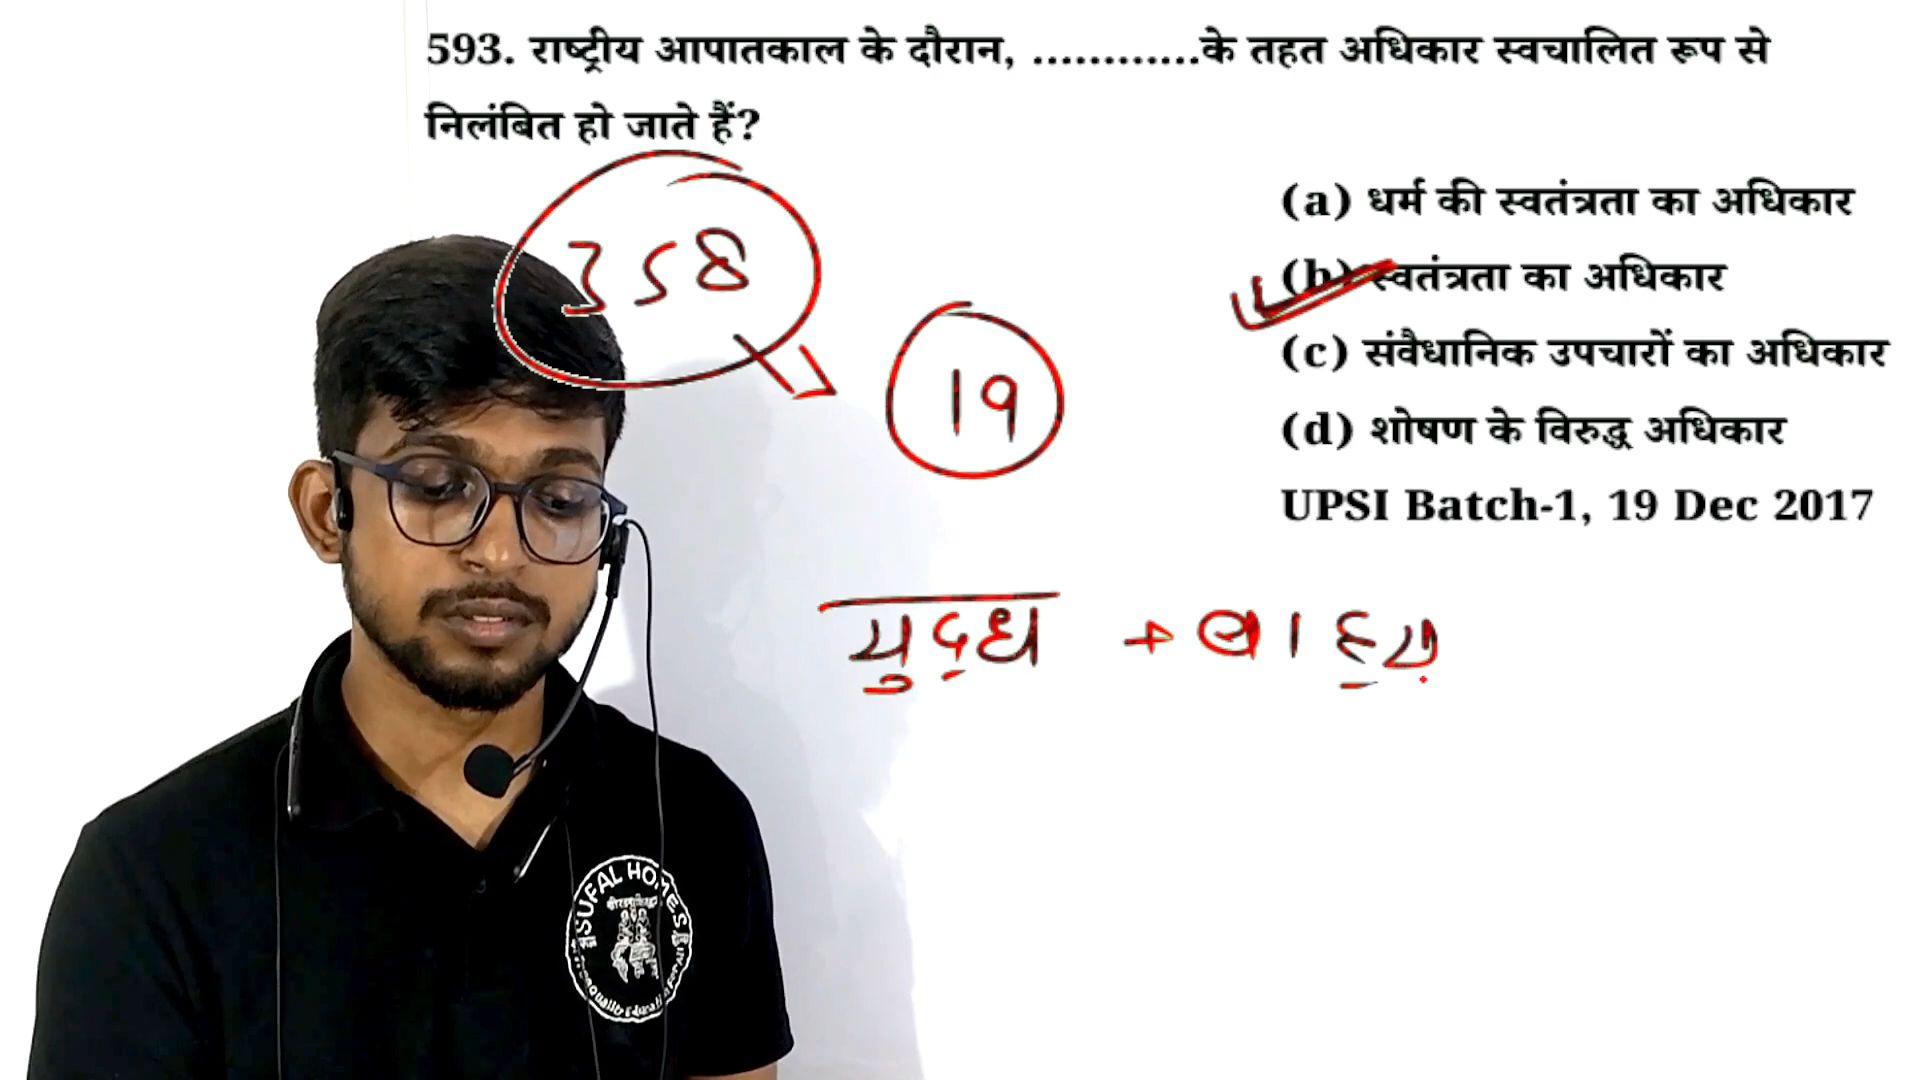 593. राष्ट्रीय आपातकाल के दौरान, ............के तहत अधिकार स्वचालित रूप से
निलंबित हो जाते हैं?
(a) धर्म की स्वतंत्रता का अधिकार
(b) स्वतंत्रता का अधिकार
(c) संवैधानिक उपचारों का अधिकार
(d) शोषण के विरुद्ध अधिकार
UPSI Batch-1, 19 Dec 2017
358
19
युद्ध + बाह्य
SUFAL HOMES